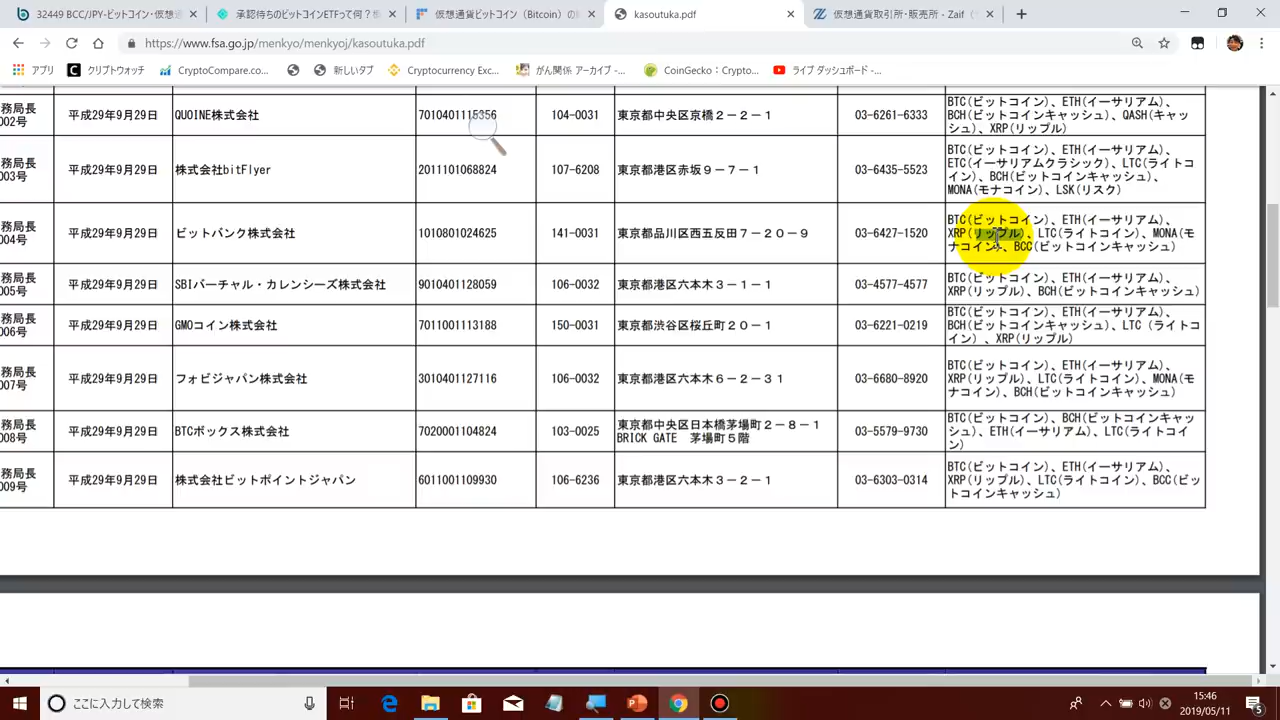 32449 BCC/JPY-ビットコイン・仮想通
承認待ちのビットコインETFって何？
仮想通貨ビットコイン（Bitcoin）の
kasoutuka.pdf
仮想通貨取引所・販売所 - Zaif（
https://www.fsa.go.jp/menkyo/menkyoj/kasoutuka.pdf
アプリ
クリプトウォッチ
CryptoCompare.co...
新しいタブ
Cryptocurrency Exc...
がん関係 アーカイブ -...
CoinGecko：Crypto...
ライブ ダッシュボード -...
務局長
002号
平成29年9月29日
QUOINE株式会社
7010401115356
104-0031
東京都中央区京橋２－２－１
03-6261-6333
BTC(ビットコイン)、ETH(イーサリアム)、
BCH(ビットコインキャッシュ)、QASH(キャッ
シュ)、XRP(リップル)
務局長
003号
平成29年9月29日
株式会社bitFlyer
2011101068824
107-6208
東京都港区赤坂９－７－１
03-6435-5523
BTC(ビットコイン)、ETH(イーサリアム)、
ETC(イーサリアムクラシック)、LTC(ライトコ
イン)、BCH(ビットコインキャッシュ)、
MONA(モナコイン)、LSK(リスク)
務局長
004号
平成29年9月29日
ビットバンク株式会社
1010801024625
141-0031
東京都品川区西五反田７－２０－９
03-6427-1520
BTC(ビットコイン)、ETH(イーサリアム)、
XRP(リップル)、LTC(ライトコイン)、MONA(モ
ナコイン)、BCC(ビットコインキャッシュ)
務局長
005号
平成29年9月29日
SBIバーチャル・カレンシーズ株式会社
9010401128059
106-0032
東京都港区六本木３－１－１
03-4577-4577
BTC(ビットコイン)、ETH(イーサリアム)、
XRP(リップル)、BCH(ビットコインキャッシュ)
務局長
006号
平成29年9月29日
GMOコイン株式会社
7011001113188
150-0031
東京都渋谷区桜丘町２０－１
03-6221-0219
BTC(ビットコイン)、ETH(イーサリアム)、
BCH(ビットコインキャッシュ)、LTC（ライトコ
イン）、XRP(リップル)
務局長
007号
平成29年9月29日
フォビジャパン株式会社
3010401127116
106-0032
東京都港区六本木６－２－３１
03-6680-8920
BTC(ビットコイン)、ETH(イーサリアム)、
XRP(リップル)、LTC(ライトコイン)、MONA(モ
ナコイン)、BCH(ビットコインキャッシュ)
務局長
008号
平成29年9月29日
BTCボックス株式会社
7020001104824
103-0025
東京都中央区日本橋茅場町２－８－１
BRICK GATE　茅場町５階
03-5579-9730
BTC(ビットコイン)、BCH(ビットコインキャッ
シュ)、ETH(イーサリアム)、LTC(ライトコイ
ン)
務局長
009号
平成29年9月29日
株式会社ビットポイントジャパン
6011001109930
106-6236
東京都港区六本木３－２－１
03-6303-0314
BTC(ビットコイン)、ETH(イーサリアム)、
XRP(リップル)、LTC(ライトコイン)、BCC(ビッ
トコインキャッシュ)
ここに入力して検索
15:46
2019/05/11
5